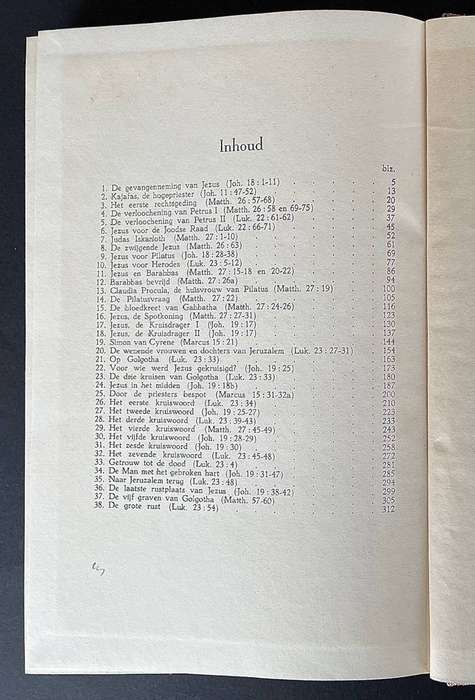 Inhoud
blz.
1. De gevangenneming van Jezus (Joh. 18 : 1-11) 5
2. Kajafas, de hogepriester (Joh. 11 : 47-52) 13
3. Het eerste rechtsgeding (Matth. 26 : 57-68) 20
4. De verloochening van Petrus I (Matth. 26 : 58 en 69-75) 29
5. De verloochening van Petrus II (Luk. 22 : 61-62) 37
6. Jezus voor de Joodse Raad (Luk. 22 : 66-71) 45
7. Judas Iskarioth (Matth. 27 : 1-10) 52
8. De zwijgende Jezus (Matth. 26 : 63) 61
9. Jezus voor Pilatus (Joh. 18 : 28-38) 69
10. Jezus voor Herodes (Luk. 23 : 5-12) 77
11. Jezus en Barabbas (Matth. 27 : 15-18 en 20-22) 86
12. Barabbas bevrijd (Matth. 27 : 26a) 94
13. Claudia Procula, de huisvrouw van Pilatus (Matth. 27 : 19) 100
14. De Pilatusvraag (Matth. 27 : 22) 105
15. De bloedkreet van Gabbatha (Matth. 27 : 24-26) 116
16. Jezus, de Spotkoning (Matth. 27 : 27-31) 123
17. Jezus, de Kruisdrager I (Joh. 19 : 17) 130
18. Jezus, de Kruisdrager II (Joh. 19 : 17) 137
19. Simon van Cyrene (Marcus 15 : 21) 144
20. De wenende vrouwen en dochters van Jeruzalem (Luk. 23 : 27-31) 154
21. Op Golgotha (Luk. 23 : 33) 163
22. Voor wie werd Jezus gekruisigd? (Joh. 19 : 25) 173
23. De drie kruisen van Golgotha (Luk. 23 : 33) 180
24. Jezus in het midden (Joh. 19 : 18b) 187
25. Door de priesters bespot (Marcus 15 : 31-32a) 200
26. Het eerste kruiswoord (Luk. 23 : 34) 210
27. Het tweede kruiswoord (Joh. 19 : 25-27) 223
28. Het derde kruiswoord (Luk. 23 : 39-43) 233
29. Het vierde kruiswoord (Matth. 27 : 45-49) 243
30. Het vijfde kruiswoord (Joh. 19 : 28-29) 252
31. Het zesde kruiswoord (Joh. 19 : 30) 258
32. Het zevende kruiswoord (Luk. 23 : 45-48) 272
33. Getrouw tot de dood (Luk. 23 : 4) 281
34. De Man met het gebroken hart (Joh. 19 : 31-47) 285
35. Naar Jeruzalem terug (Luk. 23 : 48) 294
36. De laatste rustplaats van Jezus (Joh. 19 : 38-42) 299
37. De vijf graven van Golgotha (Matth. 57-60) 305
38. De grote rust (Luk. 23 : 54) 312